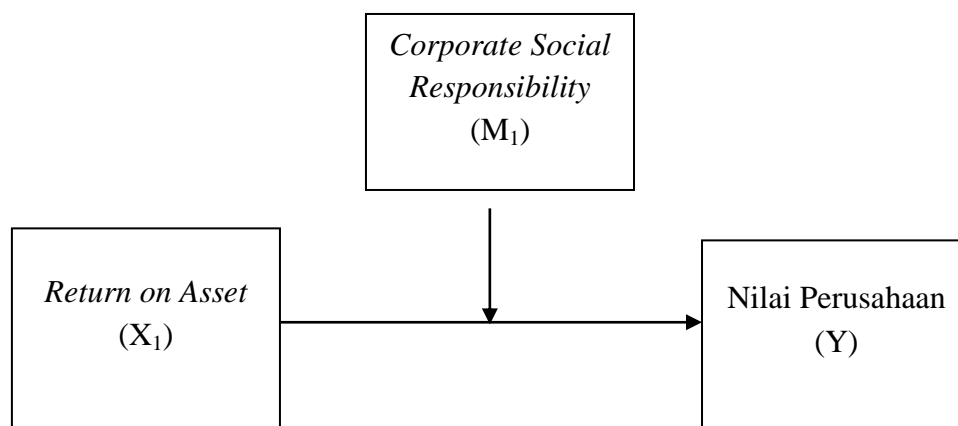 Corporate Social
Responsibility
(M₁)
Return on Asset
(X₁)
Nilai Perusahaan
(Y)